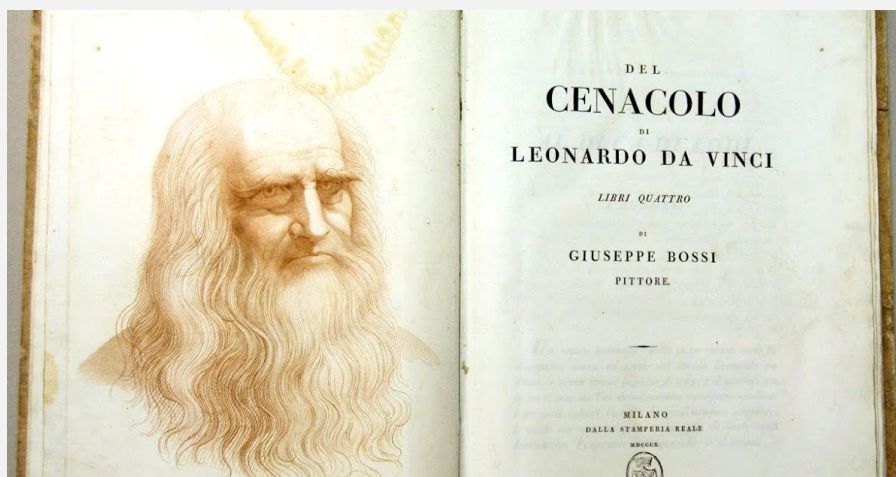 DEL
CENACOLO
DI
LEONARDO DA VINCI
LIBRI QUATTRO
DI
GIUSEPPE BOSSI
PITTORE.
MILANO
DALLA STAMPERIA REALE
MDCCCX.